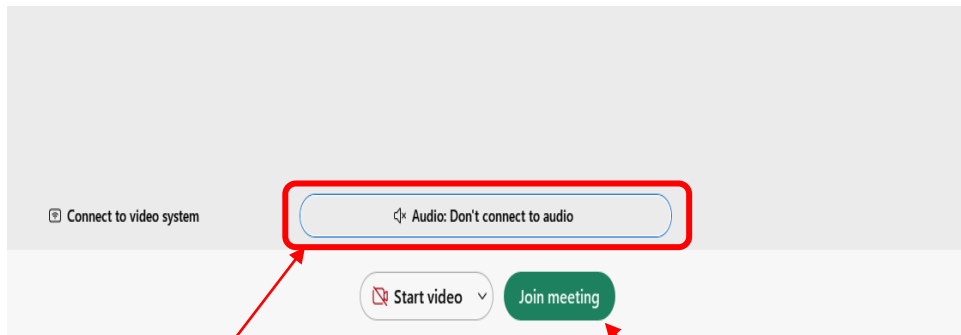 Connect to video system
Audio: Don't connect to audio
Start video
Join meeting